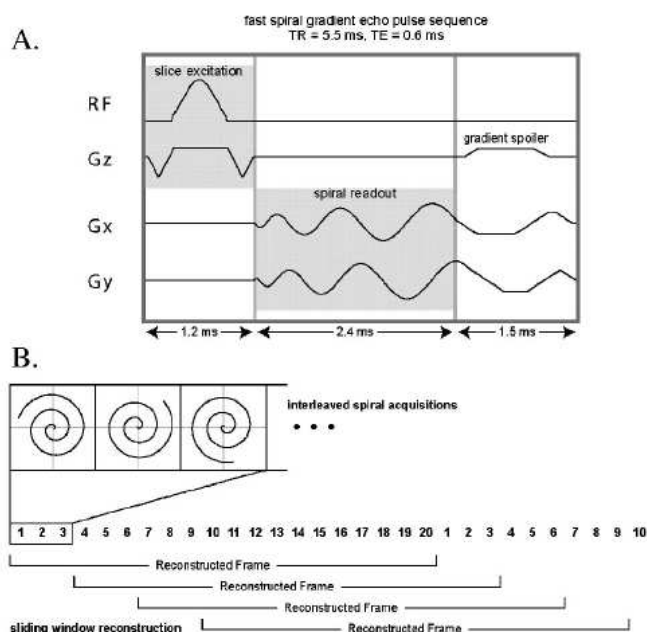 fast spiral gradient echo pulse sequence
TR = 5.5 ms, TE = 0.6 ms
A.
slice excitation
RF
gradient spoiler
Gz
spiral readout
Gx
Gy
1.2 ms 2.4 ms 1.5 ms
B.
interleaved spiral acquisitions
1 2 3 4 5 6 7 8 9 10 11 12 13 14 15 16 17 18 19 20 1 2 3 4 5 6 7 8 9 10
Reconstructed Frame
Reconstructed Frame
Reconstructed Frame
sliding window reconstruction Reconstructed Frame